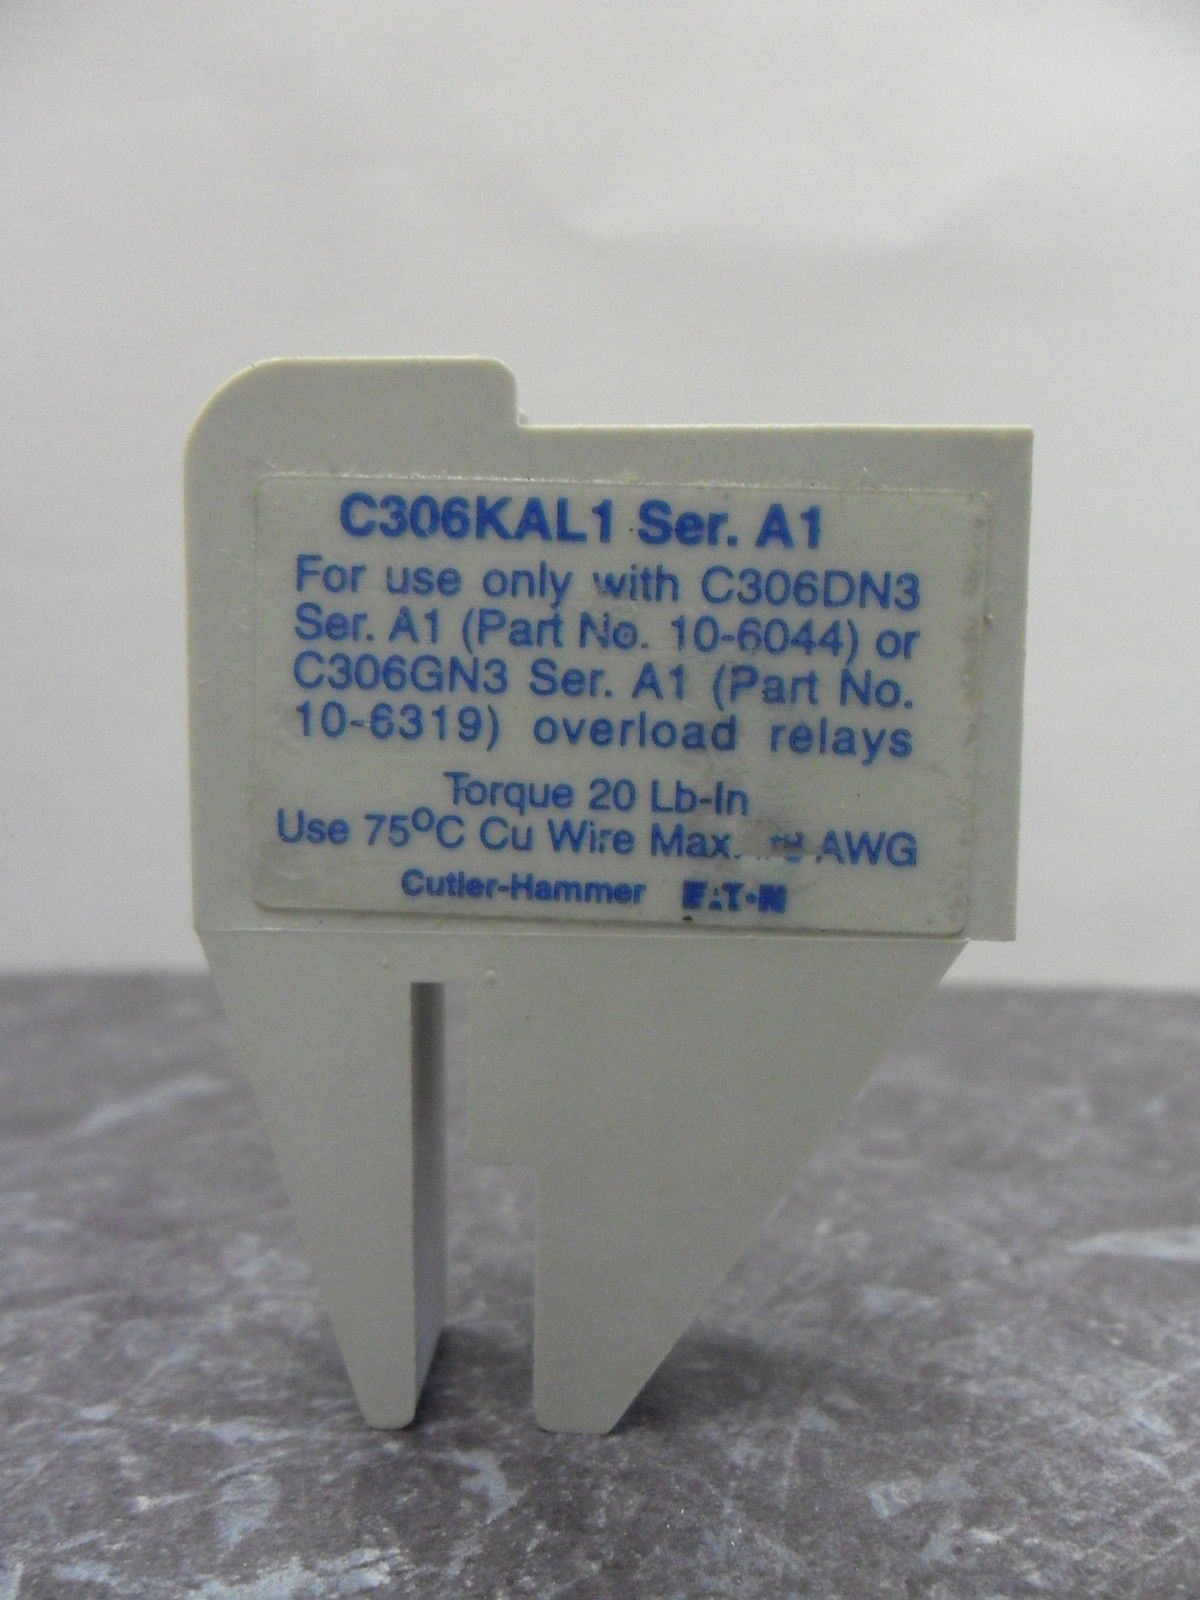 C306KAL1 Ser. A1
For use only with C306DN3
Ser. A1 (Part No. 10-6044) or
C306GN3 Ser. A1 (Part No.
10-6319) overload relays
Torque 20 Lb-In
Use 75°C Cu Wire Max. AWG
Cutler-Hammer EAT•N